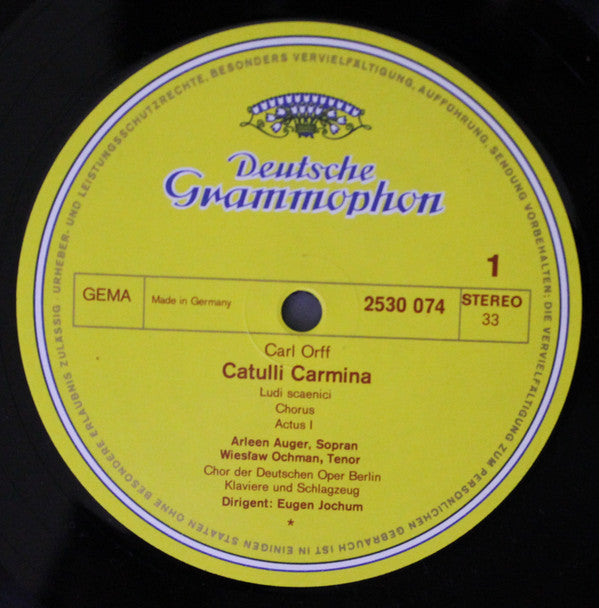 URHEBER- UND LEISTUNGSSCHUTZRECHTE, BESONDERS VERVIELFÄLTIGUNG, AUFFÜHRUNG, SENDUNG VORBEHALTEN; DIE VERVIELFÄLTIGUNG ZUM PERSÖNLICHEN GEBRAUCH IST IN EINIGEN STAATEN OHNE BESONDERE ERLAUBNIS ZULÄSSIG
Deutsche
Grammophon
1
GEMA Made in Germany 2530 074 STEREO
33
Carl Orff
Catulli Carmina
Ludi scaenici
Chorus
Actus I
Arleen Auger, Sopran
Wiesław Ochman, Tenor
Chor der Deutschen Oper Berlin
Klaviere und Schlagzeug
Dirigent: Eugen Jochum
*